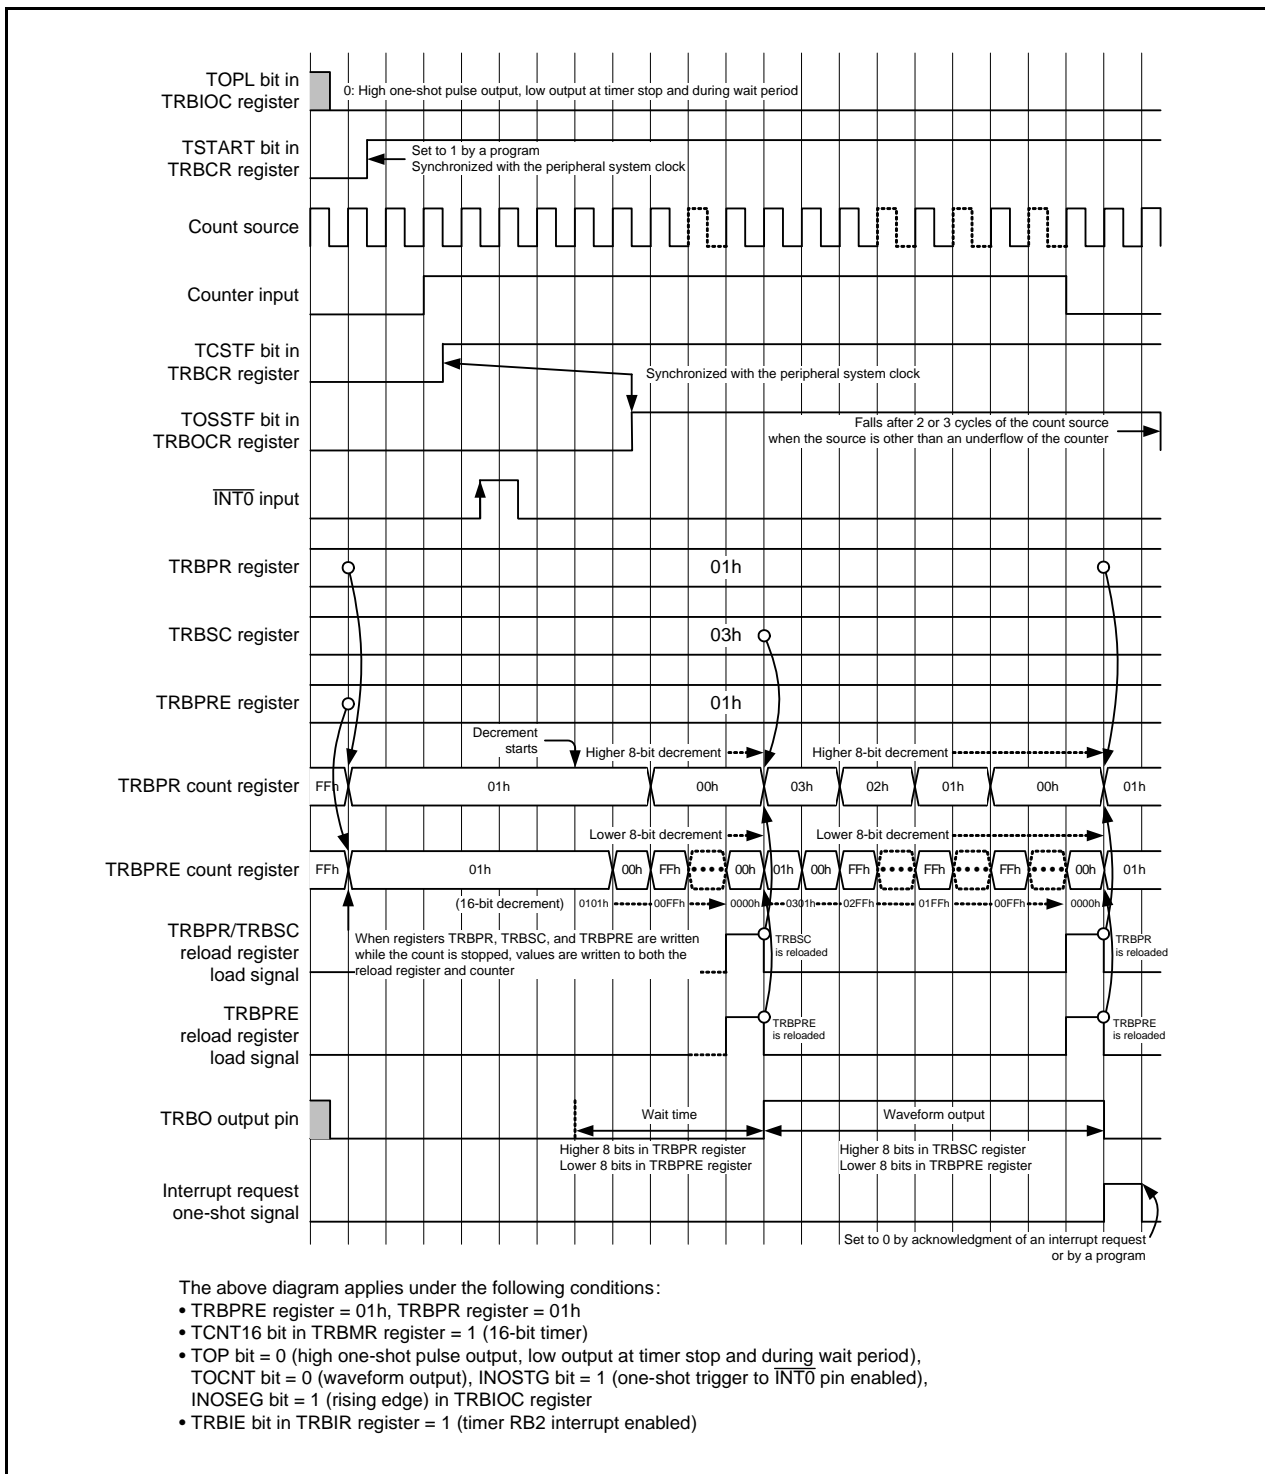 TOPL bit in
TRBIOC register
0: High one-shot pulse output, low output at timer stop and during wait period
TSTART bit in
TRBCR register
Set to 1 by a program
Synchronized with the peripheral system clock
Count source
Counter input
TCSTF bit in
TRBCR register
Synchronized with the peripheral system clock
TOSSTF bit in
TRBOCR register
Falls after 2 or 3 cycles of the count source
when the source is other than an underflow of the counter
INT0 input
TRBPR register
01h
TRBSC register
03h
TRBPRE register
01h
Decrement
starts
Higher 8-bit decrement
Higher 8-bit decrement
TRBPR count register
FFh
01h
00h
03h
02h
01h
00h
01h
Lower 8-bit decrement
Lower 8-bit decrement
TRBPRE count register
FFh
01h
00h
FFh
00h
01h
00h
FFh
FFh
FFh
00h
01h
(16-bit decrement)
0101h
00FFh
0000h
0301h
02FFh
01FFh
00FFh
0000h
TRBPR/TRBSC
reload register
load signal
When registers TRBPR, TRBSC, and TRBPRE are written
while the count is stopped, values are written to both the
reload register and counter
TRBSC
is reloaded
TRBPR
is reloaded
TRBPRE
reload register
load signal
TRBPRE
is reloaded
TRBPRE
is reloaded
TRBO output pin
Wait time
Waveform output
Higher 8 bits in TRBPR register
Lower 8 bits in TRBPRE register
Higher 8 bits in TRBSC register
Lower 8 bits in TRBPRE register
Interrupt request
one-shot signal
Set to 0 by acknowledgment of an interrupt request
or by a program
The above diagram applies under the following conditions:
• TRBPRE register = 01h, TRBPR register = 01h
• TCNT16 bit in TRBMR register = 1 (16-bit timer)
• TOP bit = 0 (high one-shot pulse output, low output at timer stop and during wait period),
TOCNT bit = 0 (waveform output), INOSTG bit = 1 (one-shot trigger to INT0 pin enabled),
INOSEG bit = 1 (rising edge) in TRBIOC register
• TRBIE bit in TRBIR register = 1 (timer RB2 interrupt enabled)